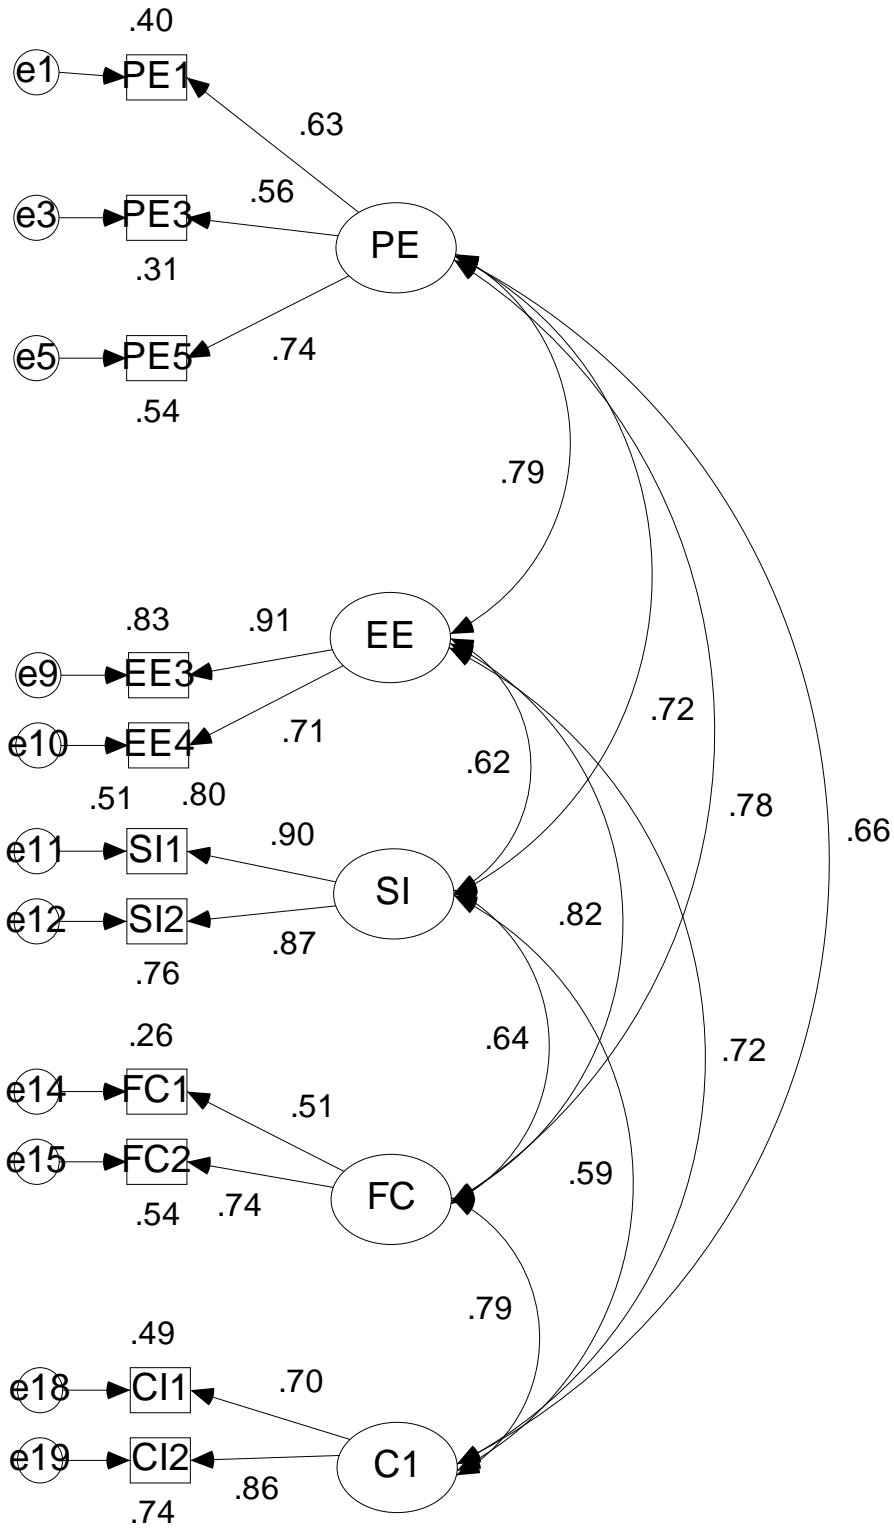 .40
e1 PE1
.63
.56
e3 PE3
PE
.31
.74
e5 PE5
.54
.79
.83
.91
EE
e9 EE3
.71
e10 EE4
.72
.62
.51 .80
.78
.90
.66
e11 SI1
SI
.82
e12 SI2
.87
.76
.64
.26
.72
e14 FC1
.51
e15 FC2
.59
FC
.74
.54
.79
.49
.70
e18 CI1
e19 CI2
C1
.86
.74